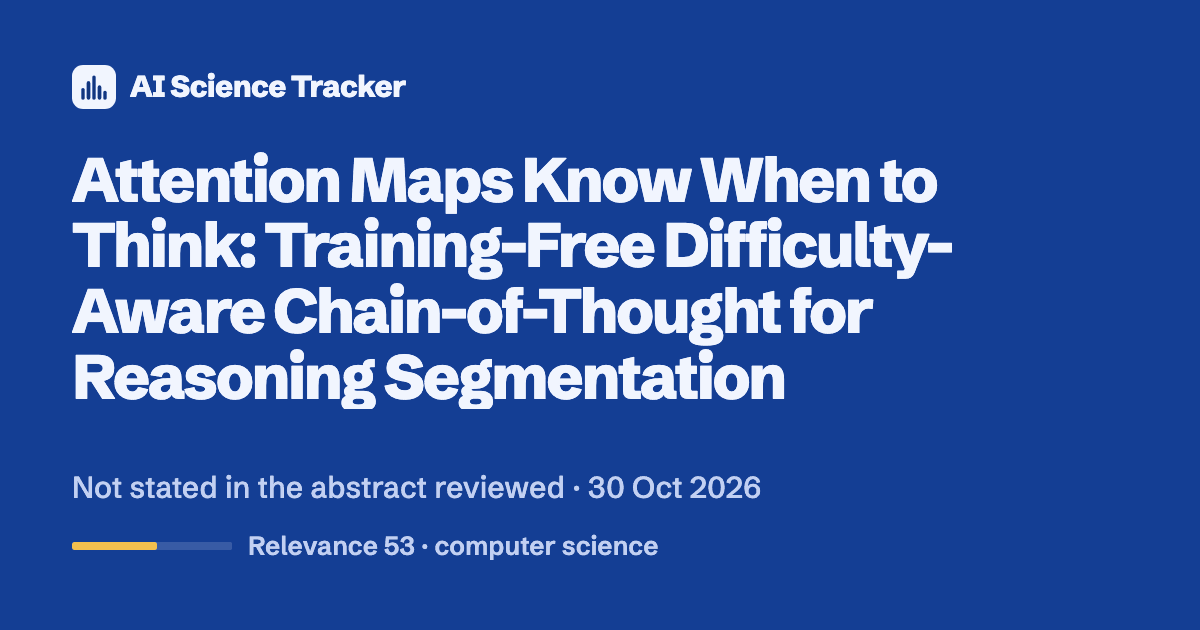 AI Science Tracker
Attention Maps Know When to
Think: Training-Free Difficulty-
Aware Chain-of-Thought for
Reasoning Segmentation
Not stated in the abstract reviewed · 30 Oct 2026
Relevance 53 · computer science